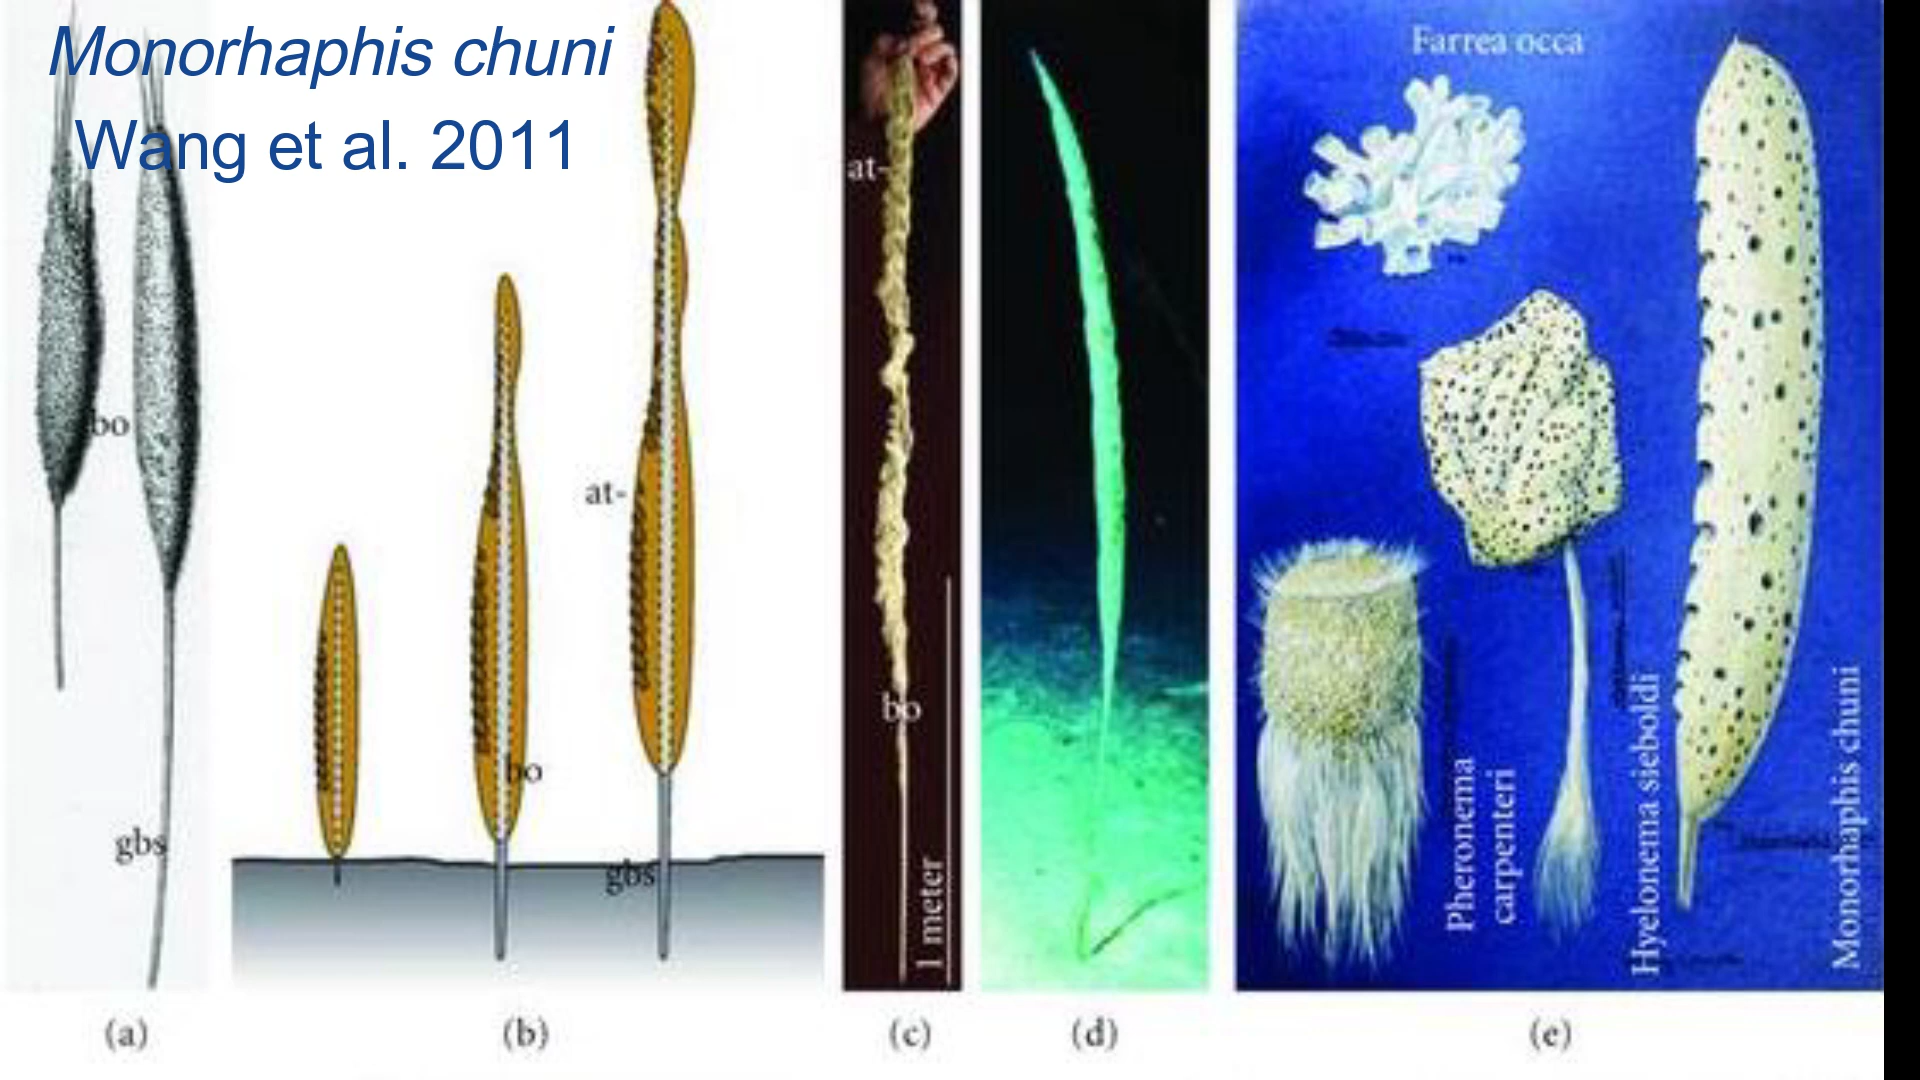 Monorhaphis chuni
Wang et al. 2011
bo
gbs
(a)
at-
bo
gbs
(b)
at-
bo
1 meter
(c)
(d)
Farrea occa
Pheronema
carpenteri
Hyelonema sieboldi
Monorhaphis chuni
(e)